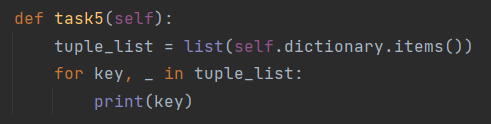 def task5(self):
    tuple_list = list(self.dictionary.items())
    for key, _ in tuple_list:
        print(key)